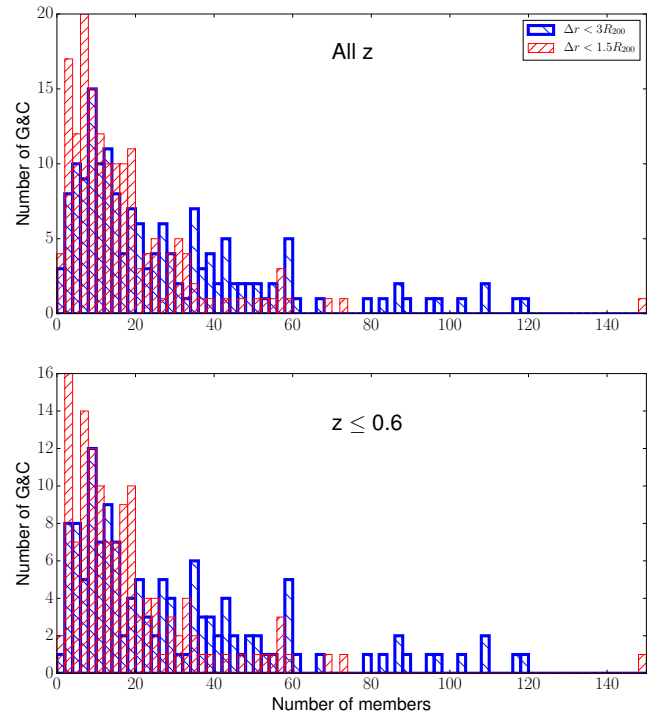 20
15
10
5
0
Number of G&C
All z
Δr < 3R₂₀₀
Δr < 1.5R₂₀₀
0 20 40 60 80 100 120 140
16
14
12
10
8
6
4
2
0
Number of G&C
z ≤ 0.6
0 20 40 60 80 100 120 140
Number of members